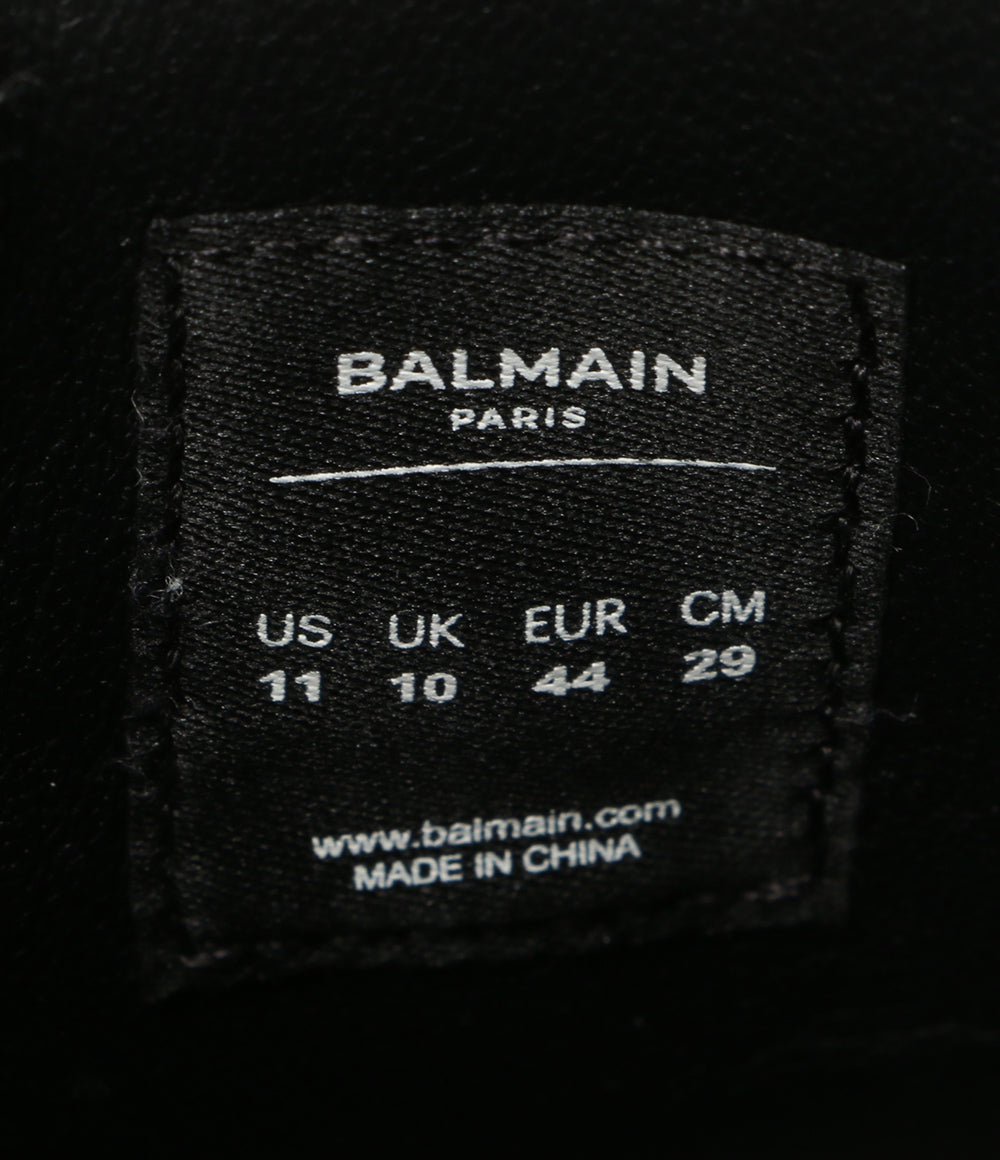 BALMAIN
PARIS
US UK EUR CM
11 10 44 29
www.balmain.com
MADE IN CHINA